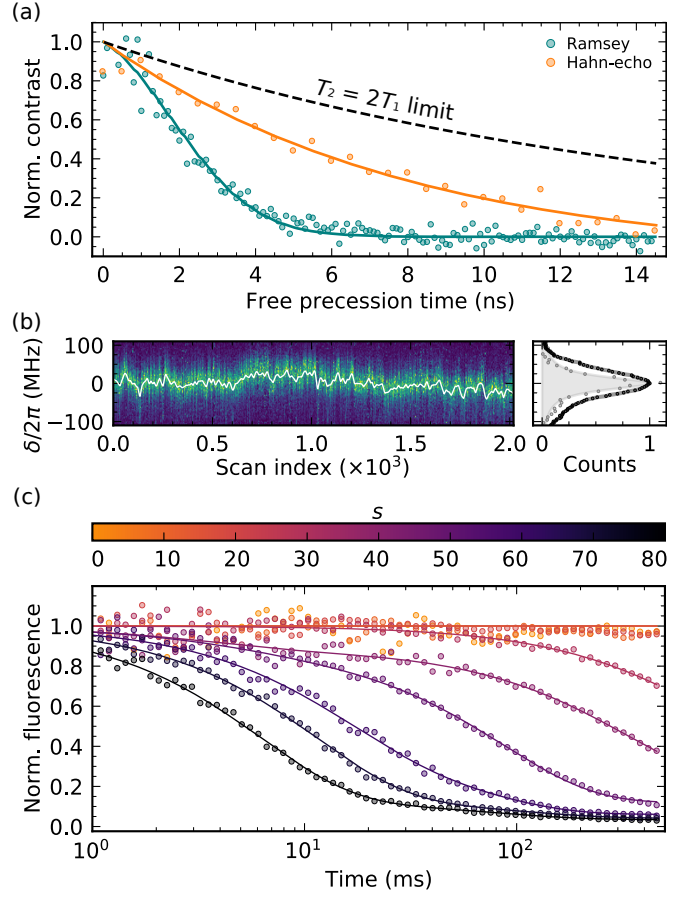 (a)
Norm. contrast
1.0
0.8
0.6
0.4
0.2
0.0
Ramsey
Hahn-echo
T₂ = 2T₁ limit
0 2 4 6 8 10 12 14
Free precession time (ns)
(b)
δ/2π (MHz)
100
0
−100
0.0 0.5 1.0 1.5 2.0
Scan index (×10³)
0 1
Counts
(c)
s
0 10 20 30 40 50 60 70 80
Norm. fluorescence
1.0
0.8
0.6
0.4
0.2
0.0
10⁰ 10¹ 10²
Time (ms)